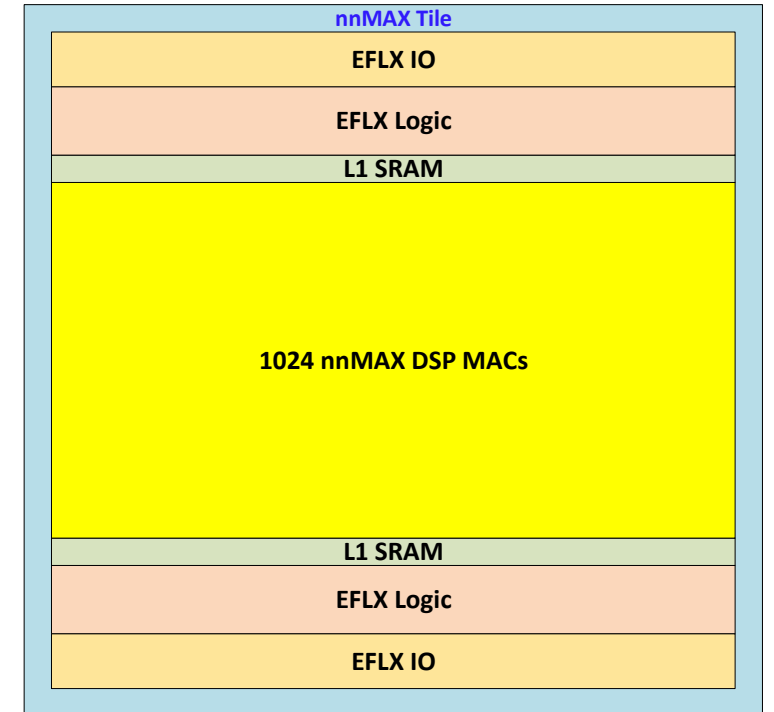 nnMAX Tile
EFLX IO
EFLX Logic
L1 SRAM
1024 nnMAX DSP MACs
L1 SRAM
EFLX Logic
EFLX IO